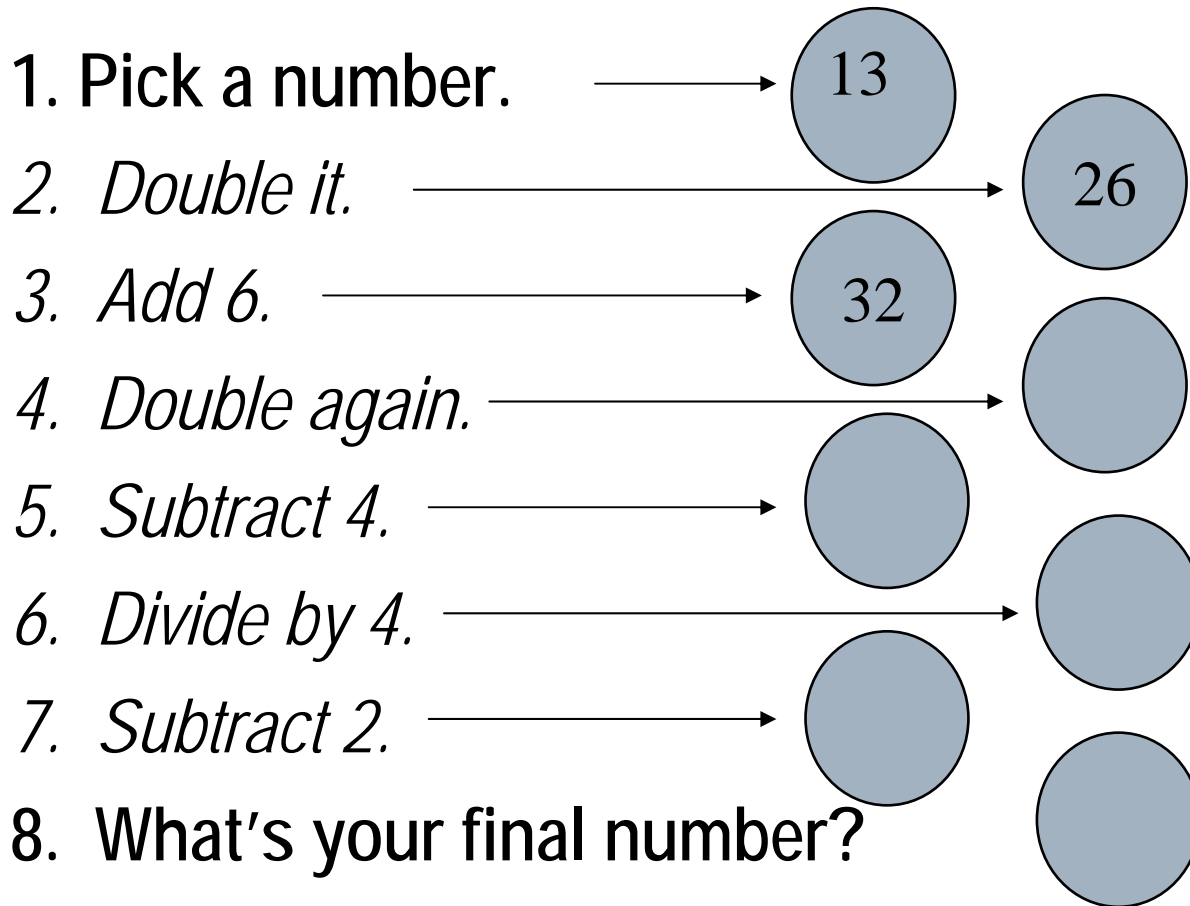 1. Pick a number. 13
2. Double it. 26
3. Add 6. 32
4. Double again.
5. Subtract 4.
6. Divide by 4.
7. Subtract 2.
8. What's your final number?